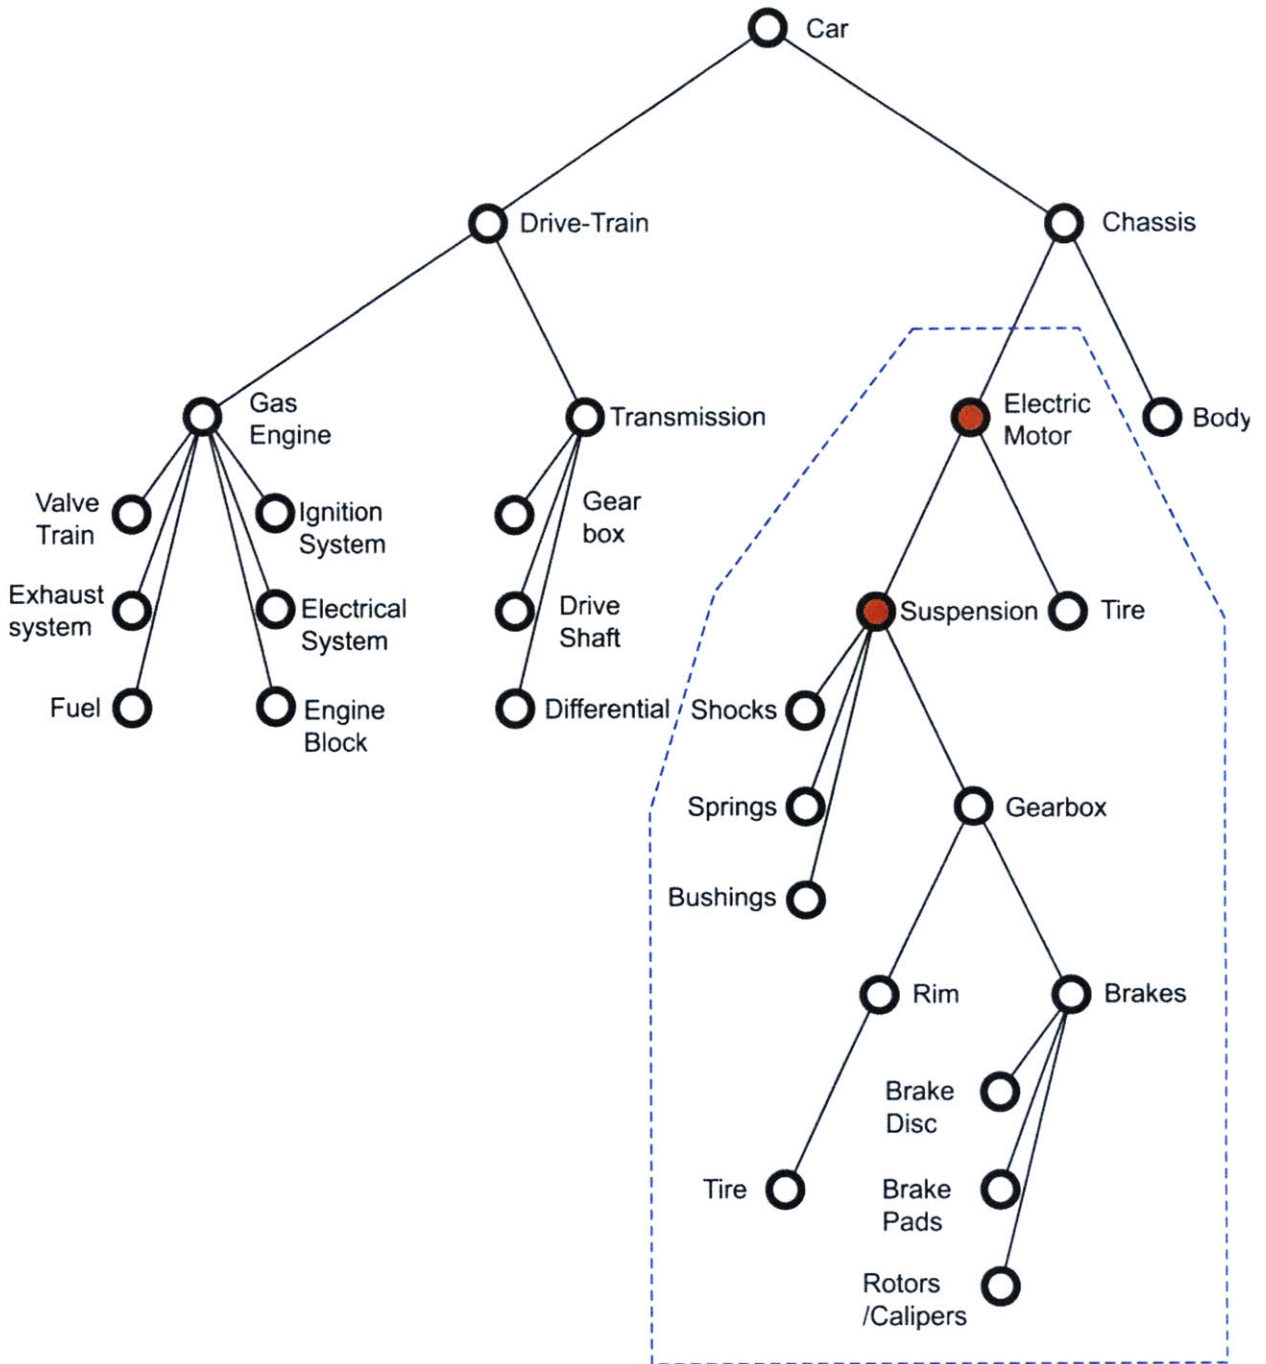 Car
Drive-Train
Chassis
Gas
Engine
Transmission
Electric
Motor
Body
Valve
Train
Ignition
System
Gear
box
Exhaust
system
Electrical
System
Drive
Shaft
Suspension
Tire
Fuel
Engine
Block
Differential
Shocks
Springs
Gearbox
Bushings
Rim
Brakes
Brake
Disc
Tire
Brake
Pads
Rotors
/Calipers